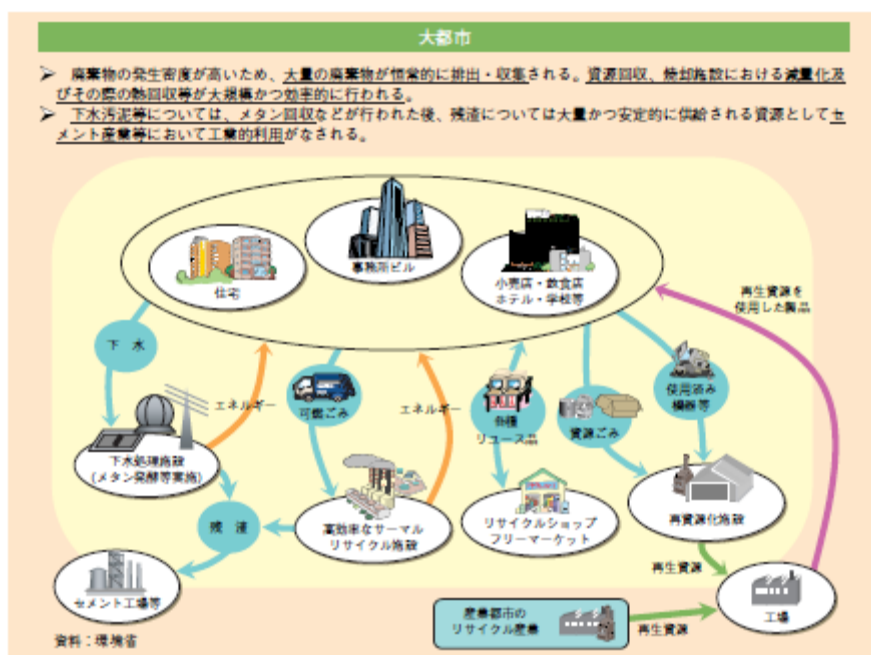 大都市
➢ 廃棄物の発生密度が高いため、大量の廃棄物が恒常的に排出・収集される。資源回収、焼却施設における減量化及
びその際の熱回収等が大規模かつ効率的に行われる。
➢ 下水汚泥等については、メタン回収などが行われた後、残渣については大量かつ安定的に供給される資源としてセ
メント産業等において工業的利用がなされる。
住宅
事務所ビル
小売店・飲食店
ホテル・学校等
再生資源を
使用した製品
下 水
エネルギー
可燃ごみ
エネルギー
各種
リユース品
資源ごみ
使用済み
機器等
下水処理施設
(メタン発酵等実施)
残 渣
高効率なサーマル
リサイクル施設
リサイクルショップ
フリーマーケット
再資源化施設
再生資源
セメント工場等
産業都市の
リサイクル産業
再生資源
工場
資料：環境省